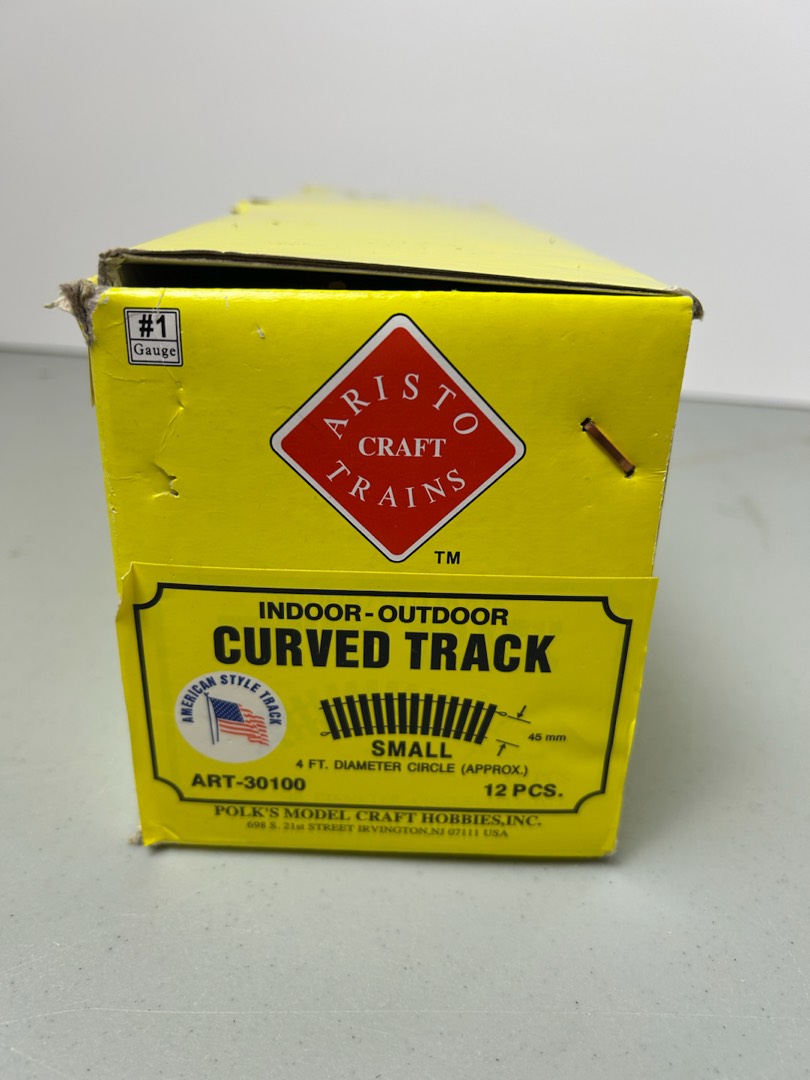 #1
Gauge
ARISTO
CRAFT
TRAINS
TM
INDOOR-OUTDOOR
CURVED TRACK
AMERICAN STYLE TRACK
45 mm
SMALL
4 FT. DIAMETER CIRCLE (APPROX.)
ART-30100
12 PCS.
POLK'S MODEL CRAFT HOBBIES,INC.
698 S. 21st STREET IRVINGTON,NJ 07111 USA